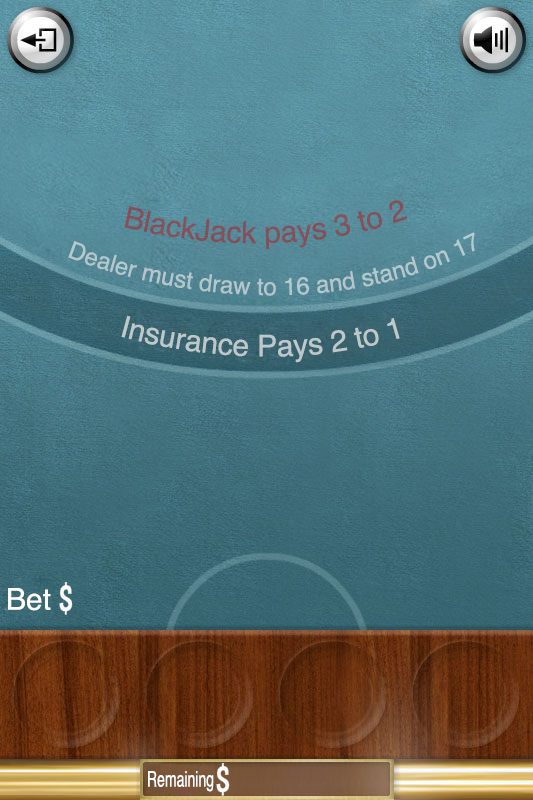 BlackJack pays 3 to 2
Dealer must draw to 16 and stand on 17
Insurance Pays 2 to 1
Bet $
Remaining $